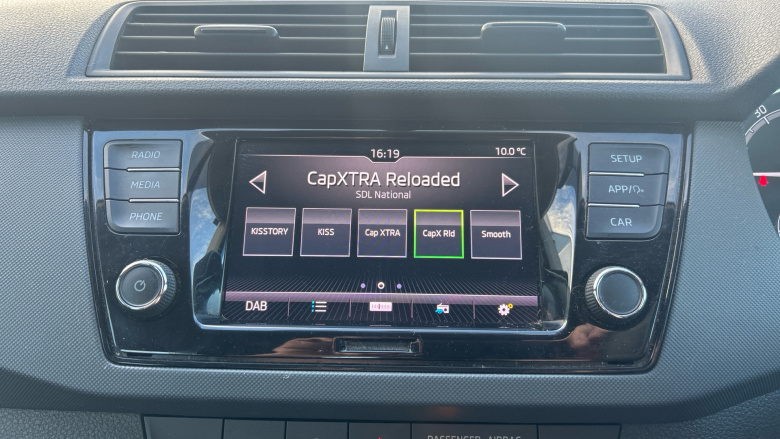 RADIO
MEDIA
PHONE
16:19
10.0 °C
CapXTRA Reloaded
SDL National
KISSTORY KISS Cap XTRA CapX Rld Smooth
DAB
SETUP
APP/
CAR
30
PASSENGER AIRBAG